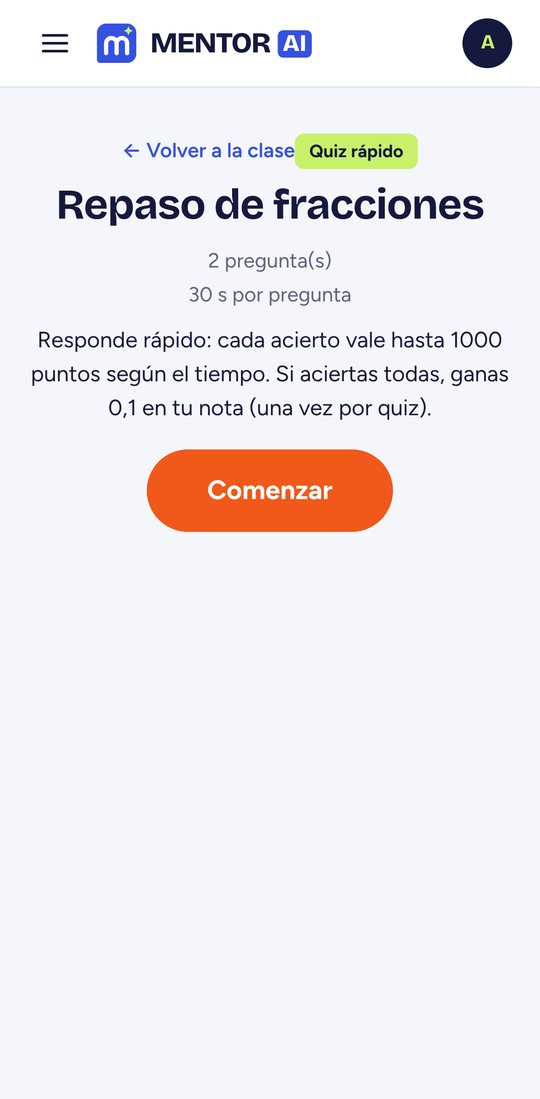 m MENTOR AI
A
← Volver a la clase Quiz rápido
Repaso de fracciones
2 pregunta(s)
30 s por pregunta
Responde rápido: cada acierto vale hasta 1000
puntos según el tiempo. Si aciertas todas, ganas
0,1 en tu nota (una vez por quiz).
Comenzar